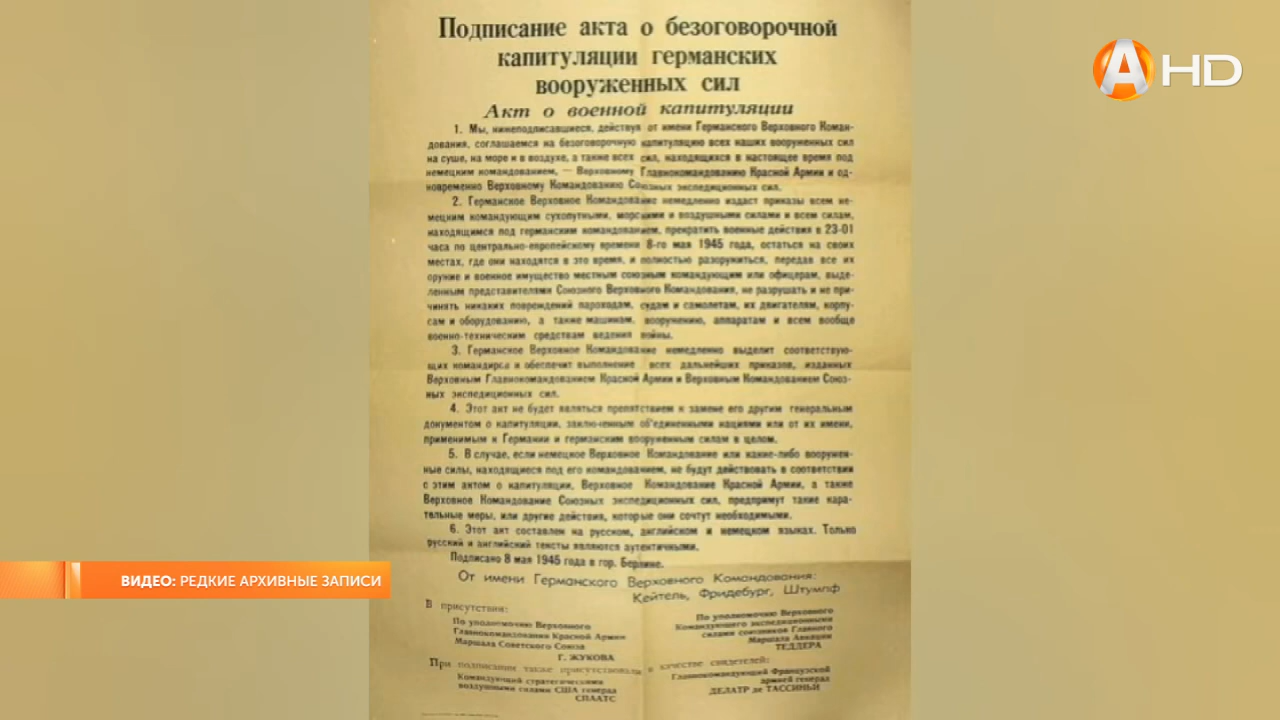 Подписание акта о безоговорочной
капитуляции германских
вооруженных сил
Акт о военной капитуляции
1. Мы, нижеподписавшиеся, действуя от имени Германского Верховного Коман-
дования, соглашаемся на безоговорочную капитуляцию всех наших вооруженных сил
на суше, на море и в воздухе, а также всех сил, находящихся в настоящее время под
немецким командованием, — Верховному Главнокомандованию Красной Армии и од-
новременно Верховному Командованию Союзных экспедиционных сил.
2. Германское Верховное Командование немедленно издаст приказы всем не-
мецким командующим сухопутными, морскими и воздушными силами и всем силам,
находящимся под германским командованием, прекратить военные действия в 23-01
часа по центрально-европейскому времени 8-го мая 1945 года, остаться на своих
местах, где они находятся в это время, и полностью разоружиться, передав все их
оружие и военное имущество местным союзным командующим или офицерам, выде-
ленным представителями Союзного Верховного Командования, не разрушать и не при-
чинять никаких повреждений пароходам, судам и самолетам, их двигателям, корпу-
сам и оборудованию, а также машинам, вооружению, аппаратам и всем вообще
военно-техническим средствам ведения войны.
3. Германское Верховное Командование немедленно выделит соответствую-
щих командиров и обеспечит выполнение всех дальнейших приказов, изданных
Верховным Главнокомандованием Красной Армии и Верховным Командованием Союз-
ных экспедиционных сил.
4. Этот акт не будет являться препятствием к замене его другим генеральным
документом о капитуляции, заключенным об'единенными нациями или от их имени,
применимым к Германии и германским вооруженным силам в целом.
5. В случае, если немецкое Верховное Командование или какие-либо вооружен-
ные силы, находящиеся под его командованием, не будут действовать в соответствии
с этим актом о капитуляции, Верховное Командование Красной Армии, а также
Верховное Командование Союзных экспедиционных сил, предпримут такие кара-
тельные меры, или другие действия, которые они сочтут необходимыми.
6. Этот акт составлен на русском, английском и немецком языках. Только
русский и английский тексты являются аутентичными.
Подписано 8 мая 1945 года в гор. Берлине.
От имени Германского Верховного Командования:
Кейтель, Фридебург, Штумпф
В присутствии:
По уполномочию Верховного
Главнокомандования Красной Армии
Маршала Советского Союза
Г. ЖУКОВА
По уполномочию Верховного
Командующего экспедиционными
силами союзников Главного
Маршала Авиации
ТЕДДЕРА
При подписании также присутствовали в качестве свидетелей:
Командующий стратегическими
воздушными силами США генерал
СПААТС
Главнокомандующий Французской
армией генерал
ДЕЛАТР де ТАССИНЬИ
ВИДЕО: РЕДКИЕ АРХИВНЫЕ ЗАПИСИ
А HD